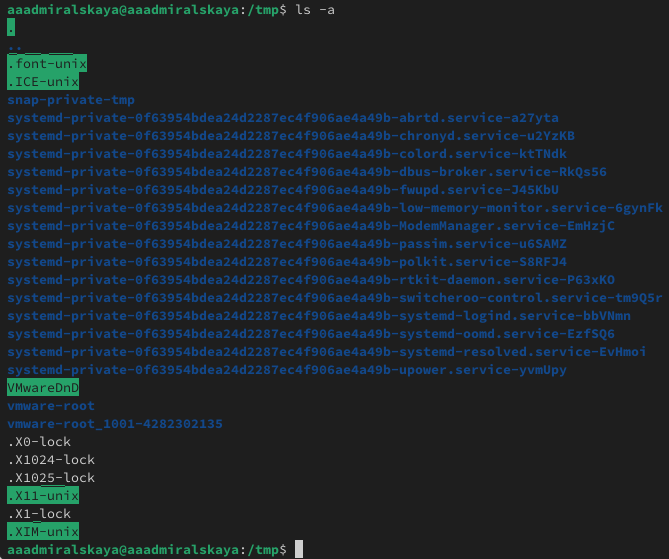 aaadmiralskaya@aaadmiralskaya:/tmp$ ls -a
.
..
.font-unix
.ICE-unix
snap-private-tmp
systemd-private-0f63954bdea24d2287ec4f906ae4a49b-abrtd.service-a27yta
systemd-private-0f63954bdea24d2287ec4f906ae4a49b-chronyd.service-u2YzKB
systemd-private-0f63954bdea24d2287ec4f906ae4a49b-colord.service-ktTNdk
systemd-private-0f63954bdea24d2287ec4f906ae4a49b-dbus-broker.service-RkQsS6
systemd-private-0f63954bdea24d2287ec4f906ae4a49b-fwupd.service-J45KbU
systemd-private-0f63954bdea24d2287ec4f906ae4a49b-low-memory-monitor.service-6gynFk
systemd-private-0f63954bdea24d2287ec4f906ae4a49b-ModemManager.service-EmHzjC
systemd-private-0f63954bdea24d2287ec4f906ae4a49b-passim.service-u6SAMZ
systemd-private-0f63954bdea24d2287ec4f906ae4a49b-polkit.service-S8RFJ4
systemd-private-0f63954bdea24d2287ec4f906ae4a49b-rtkit-daemon.service-P63xKO
systemd-private-0f63954bdea24d2287ec4f906ae4a49b-switcheroo-control.service-tm9Q5r
systemd-private-0f63954bdea24d2287ec4f906ae4a49b-systemd-logind.service-bbVNmn
systemd-private-0f63954bdea24d2287ec4f906ae4a49b-systemd-oomd.service-EzfSQ6
systemd-private-0f63954bdea24d2287ec4f906ae4a49b-systemd-resolved.service-EvHmoi
systemd-private-0f63954bdea24d2287ec4f906ae4a49b-upower.service-yvmUpy
VMwareDnD
vmware-root
vmware-root_1001-4282302135
.X0-lock
.X1024-lock
.X1025-lock
.X11-unix
.X1-lock
.XIM-unix
aaadmiralskaya@aaadmiralskaya:/tmp$